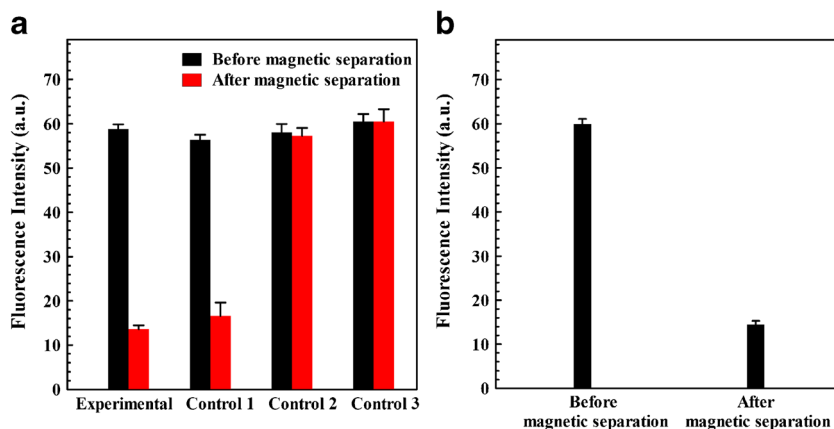 a
Before magnetic separation
After magnetic separation
Fluorescence Intensity (a.u.)
70
60
50
40
30
20
10
0
Experimental
Control 1
Control 2
Control 3
b
Fluorescence Intensity (a.u.)
70
60
50
40
30
20
10
0
Before
magnetic separation
After
magnetic separation